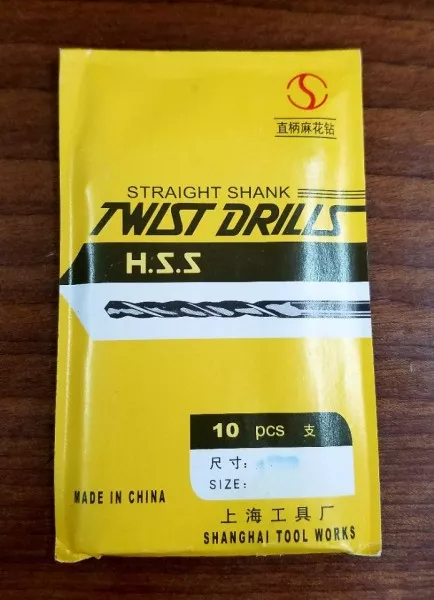 直柄麻花钻
STRAIGHT SHANK
TWIST DRILLS
H.S.S
10 pcs 支
尺寸:
SIZE:
MADE IN CHINA
上海工具厂
SHANGHAI TOOL WORKS